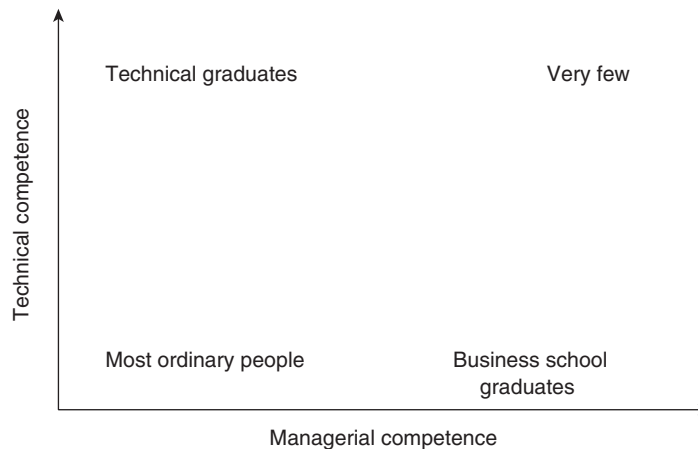 Technical graduates
Very few
Technical competence
Most ordinary people
Business school
graduates
Managerial competence